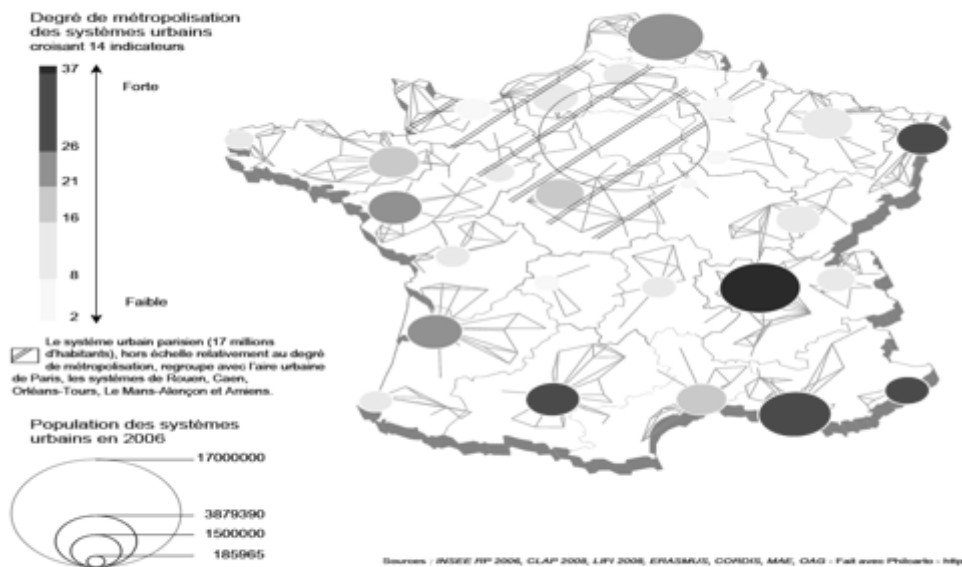 Degré de métropolisation
des systèmes urbains
croisant 14 indicateurs
37
Forte
26
21
16
8
Faible
2
Le système urbain parisien (17 millions
d'habitants), hors échelle relativement au degré
de métropolisation, regroupe avec l'aire urbaine
de Paris, les systèmes de Rouen, Caen,
Orléans-Tours, Le Mans-Alençon et Amiens.
Population des systèmes
urbains en 2006
17000000
3879390
1500000
185965
Sources : INSEE RP 2006, CLAP 2008, LIFI 2008, ERASMUS, CORDIS, MAE, OAG - Fait avec Philcarto - http